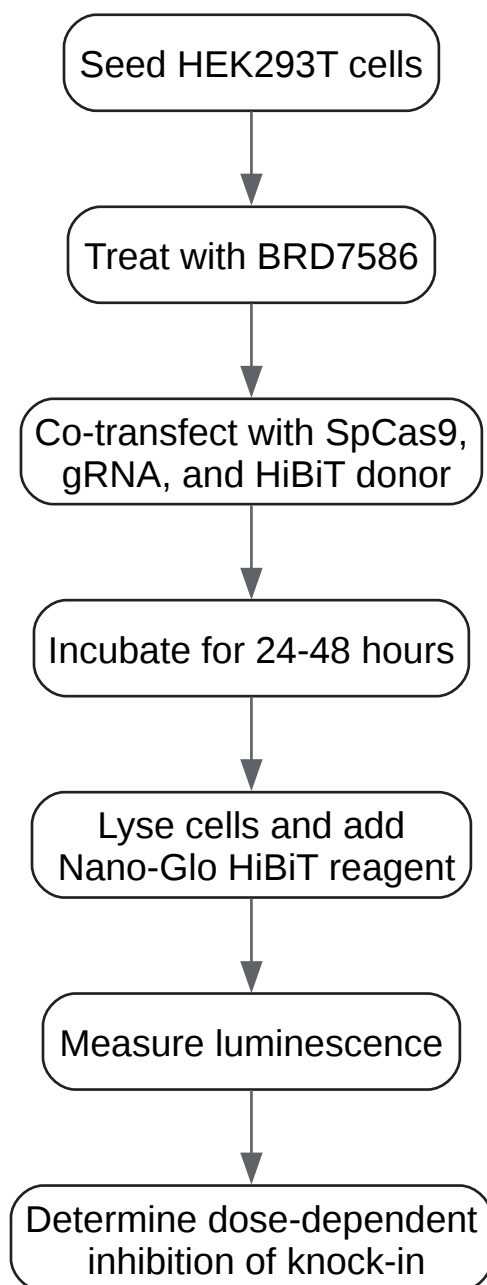 Seed HEK293T cells
Treat with BRD7586
Co-transfect with SpCas9,
gRNA, and HiBiT donor
Incubate for 24-48 hours
Lyse cells and add
Nano-Glo HiBiT reagent
Measure luminescence
Determine dose-dependent
inhibition of knock-in